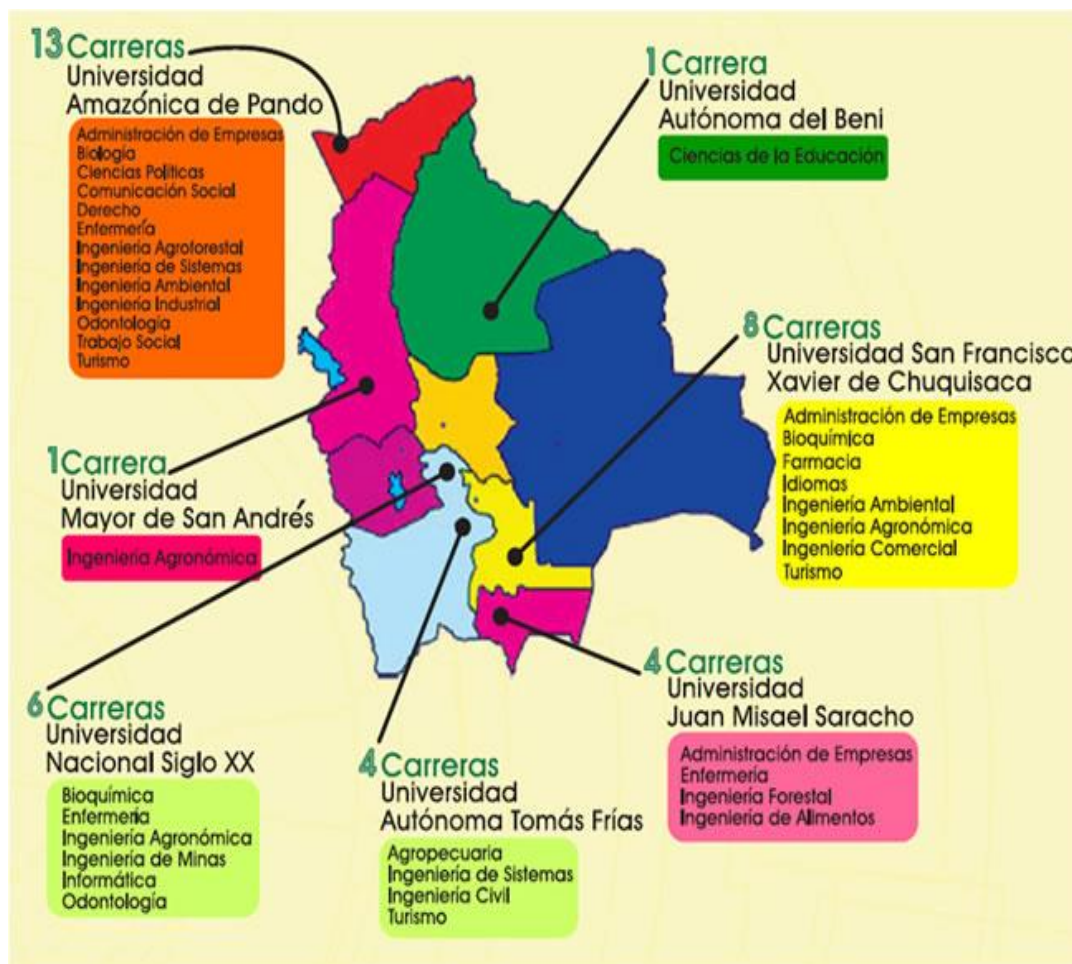 13 Carreras
Universidad
Amazónica de Pando
Administración de Empresas
Biología
Ciencias Políticas
Comunicación Social
Derecho
Enfermería
Ingeniería Agroforestal
Ingeniería de Sistemas
Ingeniería Ambiental
Ingeniería Industrial
Odontología
Trabajo Social
Turismo
1 Carrera
Universidad
Autónoma del Beni
Ciencias de la Educación
8 Carreras
Universidad San Francisco
Xavier de Chuquisaca
Administración de Empresas
Bioquímica
Farmacia
Idiomas
Ingeniería Ambiental
Ingeniería Agronómica
Ingeniería Comercial
Turismo
1 Carrera
Universidad
Mayor de San Andrés
Ingeniería Agronómica
6 Carreras
Universidad
Nacional Siglo XX
Bioquímica
Enfermería
Ingeniería Agronómica
Ingeniería de Minas
Informática
Odontología
4 Carreras
Universidad
Autónoma Tomás Frías
Agropecuaria
Ingeniería de Sistemas
Ingeniería Civil
Turismo
4 Carreras
Universidad
Juan Misael Saracho
Administración de Empresas
Enfermería
Ingeniería Forestal
Ingeniería de Alimentos